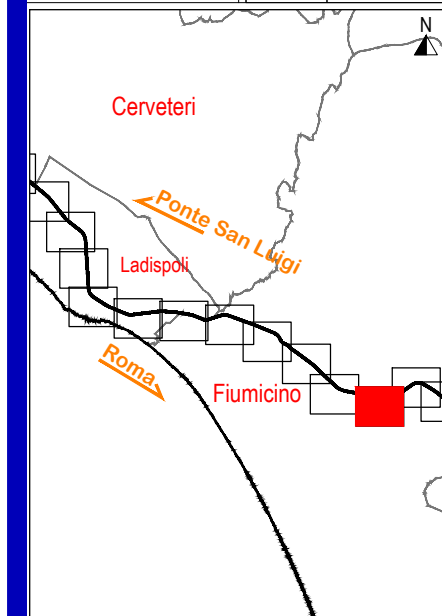 N
Cerveteri
Ponte San Luigi
Ladispoli
Roma
Fiumicino